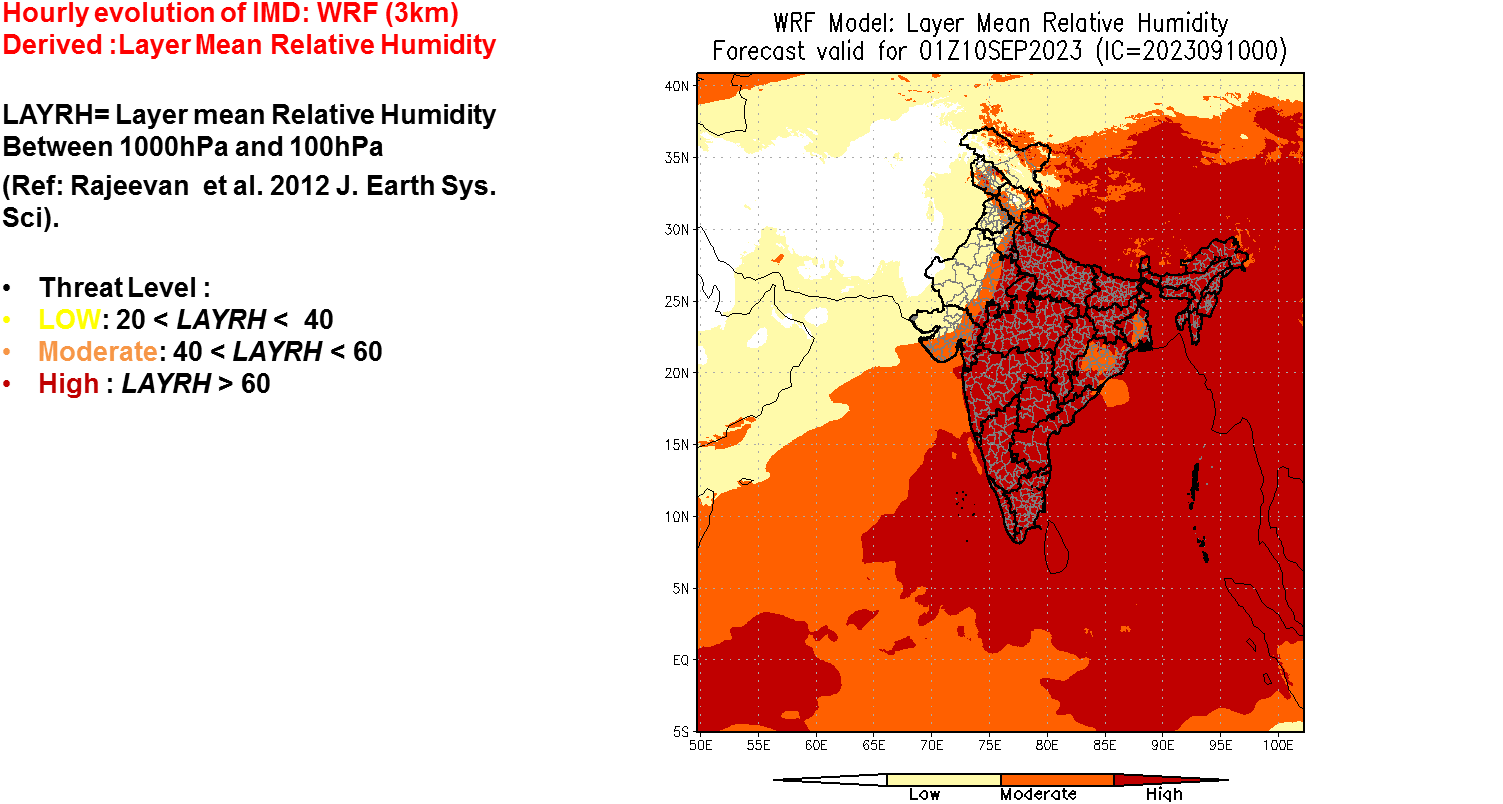 Hourly evolution of IMD: WRF (3km)
Derived :Layer Mean Relative Humidity
LAYRH= Layer mean Relative Humidity
Between 1000hPa and 100hPa
(Ref: Rajeevan et al. 2012 J. Earth Sys.
Sci).
• Threat Level :
• LOW: 20 < LAYRH < 40
• Moderate: 40 < LAYRH < 60
• High : LAYRH > 60
WRF Model: Layer Mean Relative Humidity
Forecast valid for 01Z10SEP2023 (IC=2023091000)
40N
35N
30N
25N
20N
15N
10N
5N
EQ
5S
50E 55E 60E 65E 70E 75E 80E 85E 90E 95E 100E
Low Moderate High